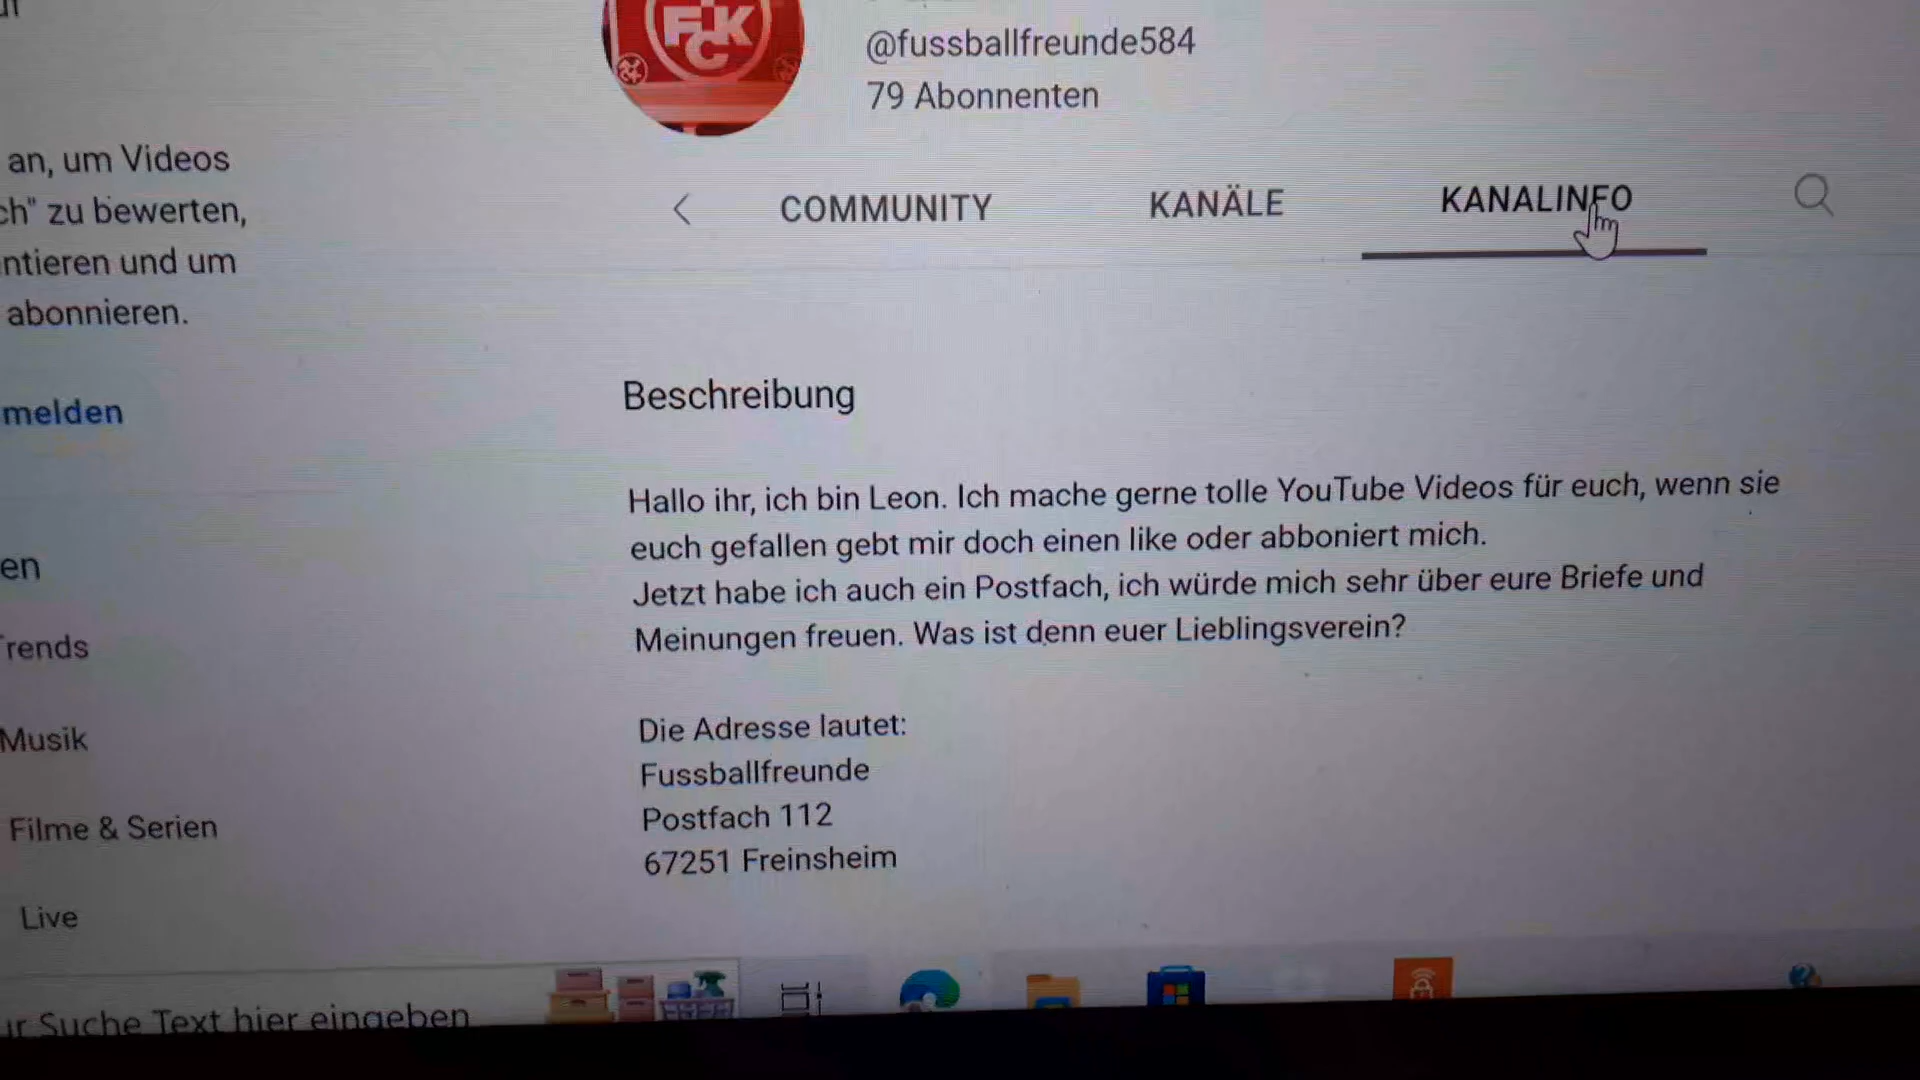 FCK
@fussballfreunde584
79 Abonnenten
an, um Videos
ch" zu bewerten,
ntieren und um
abonnieren.
melden
en
rends
Musik
Filme & Serien
Live
COMMUNITY
KANÄLE
KANALINFO
Beschreibung
Hallo ihr, ich bin Leon. Ich mache gerne tolle YouTube Videos für euch, wenn sie
euch gefallen gebt mir doch einen like oder abboniert mich.
Jetzt habe ich auch ein Postfach, ich würde mich sehr über eure Briefe und
Meinungen freuen. Was ist denn euer Lieblingsverein?
Die Adresse lautet:
Fussballfreunde
Postfach 112
67251 Freinsheim
ur Suche Text hier eingeben